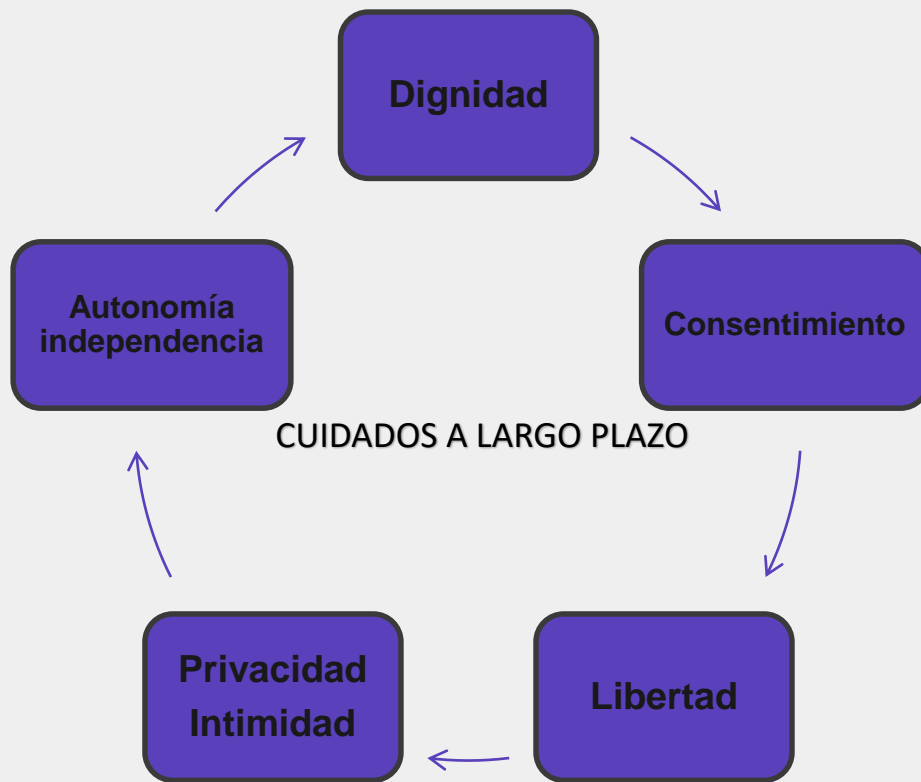 Dignidad
Consentimiento
Libertad
Privacidad
Intimidad
Autonomía
independencia
CUIDADOS A LARGO PLAZO